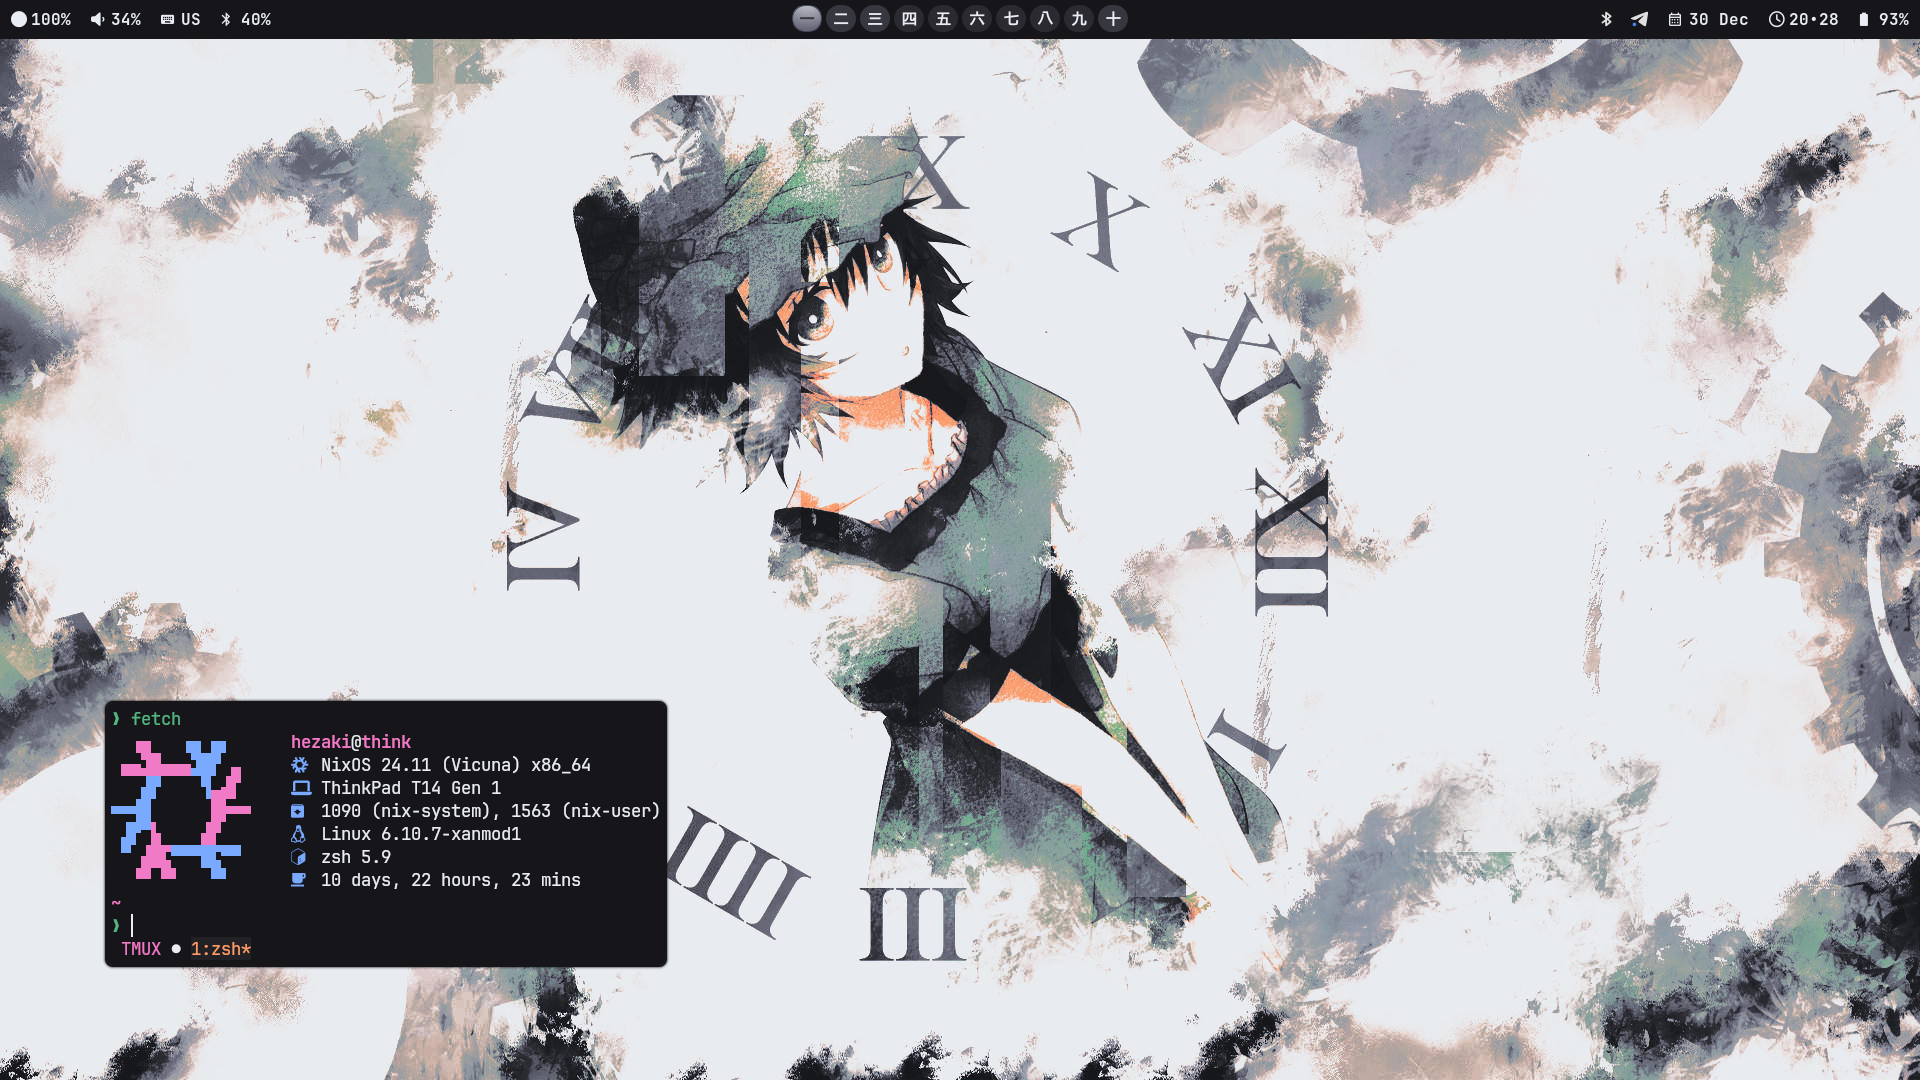 100% 34% US 40%
一 二 三 四 五 六 七 八 九 十
30 Dec 20•28 93%
X
X
XI
XII
I
III
IIII
IV
❱ fetch
hezaki@think
NixOS 24.11 (Vicuna) x86_64
ThinkPad T14 Gen 1
1090 (nix-system), 1563 (nix-user)
Linux 6.10.7-xanmod1
zsh 5.9
10 days, 22 hours, 23 mins
~
❱
TMUX ● 1:zsh*